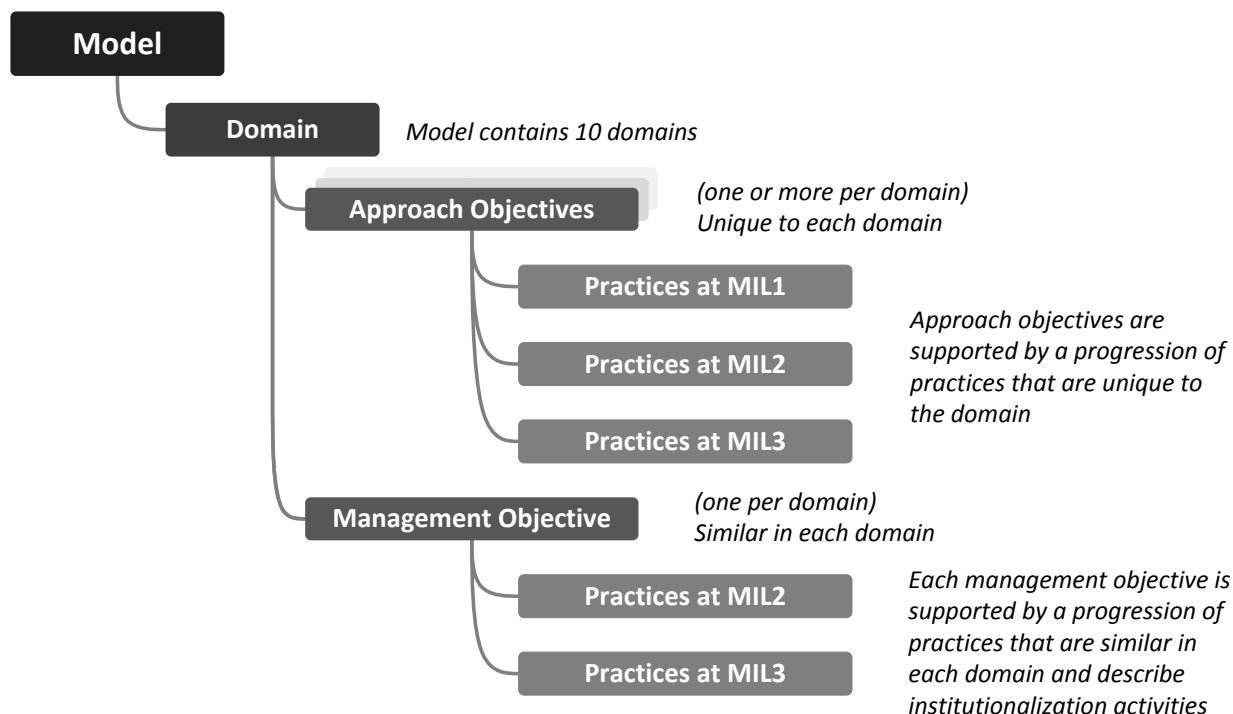 Model
Domain
Model contains 10 domains
Approach Objectives
(one or more per domain)
Unique to each domain
Practices at MIL1
Practices at MIL2
Practices at MIL3
Approach objectives are
supported by a progression of
practices that are unique to
the domain
Management Objective
(one per domain)
Similar in each domain
Practices at MIL2
Practices at MIL3
Each management objective is
supported by a progression of
practices that are similar in
each domain and describe
institutionalization activities